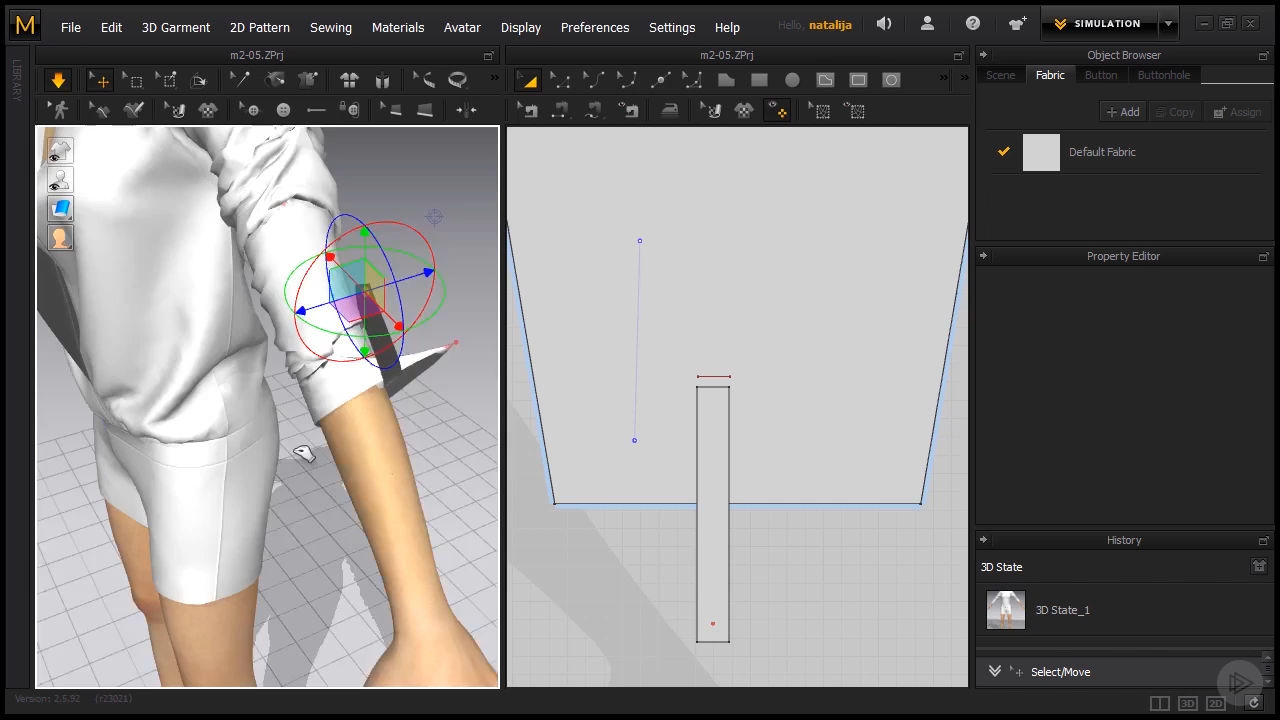 M File Edit 3D Garment 2D Pattern Sewing Materials Avatar Display Preferences Settings Help Hello, natalija SIMULATION
LIBRARY
m2-05.ZPrj
m2-05.ZPrj
Object Browser
Scene Fabric Button Buttonhole
+ Add Copy Assign
Default Fabric
Property Editor
History
3D State
3D State_1
Select/Move
Version: 2.5.92 (r23021)
3D 2D